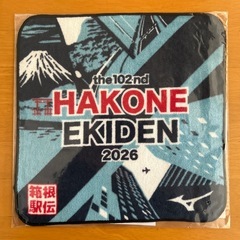 the 102nd
HAKONE
EKIDEN
2026
箱根
駅伝